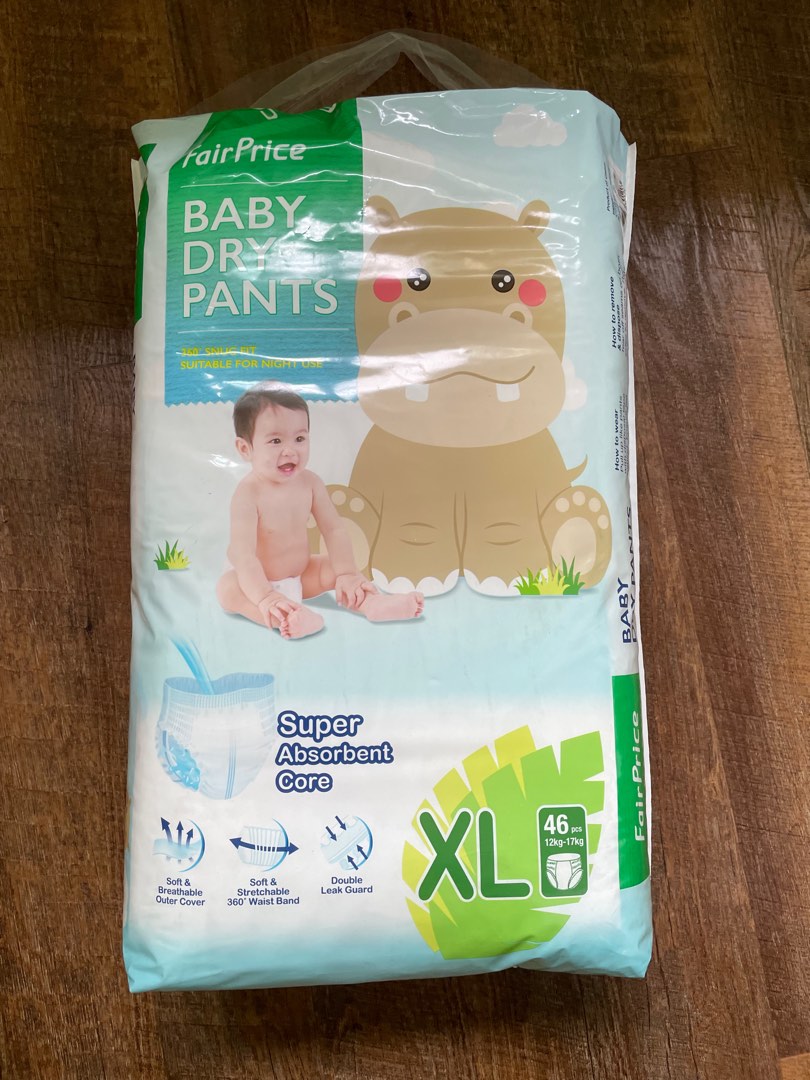 FairPrice
BABY
DRY
PANTS
360° SNUG FIT
SUITABLE FOR NIGHT USE
How to remove
& dispose
How to wear
BABY
DRY PANTS
FairPrice
Super
Absorbent
Core
Soft &
Breathable
Outer Cover
Soft &
Stretchable
360° Waist Band
Double
Leak Guard
XL
46 pcs
12kg-17kg